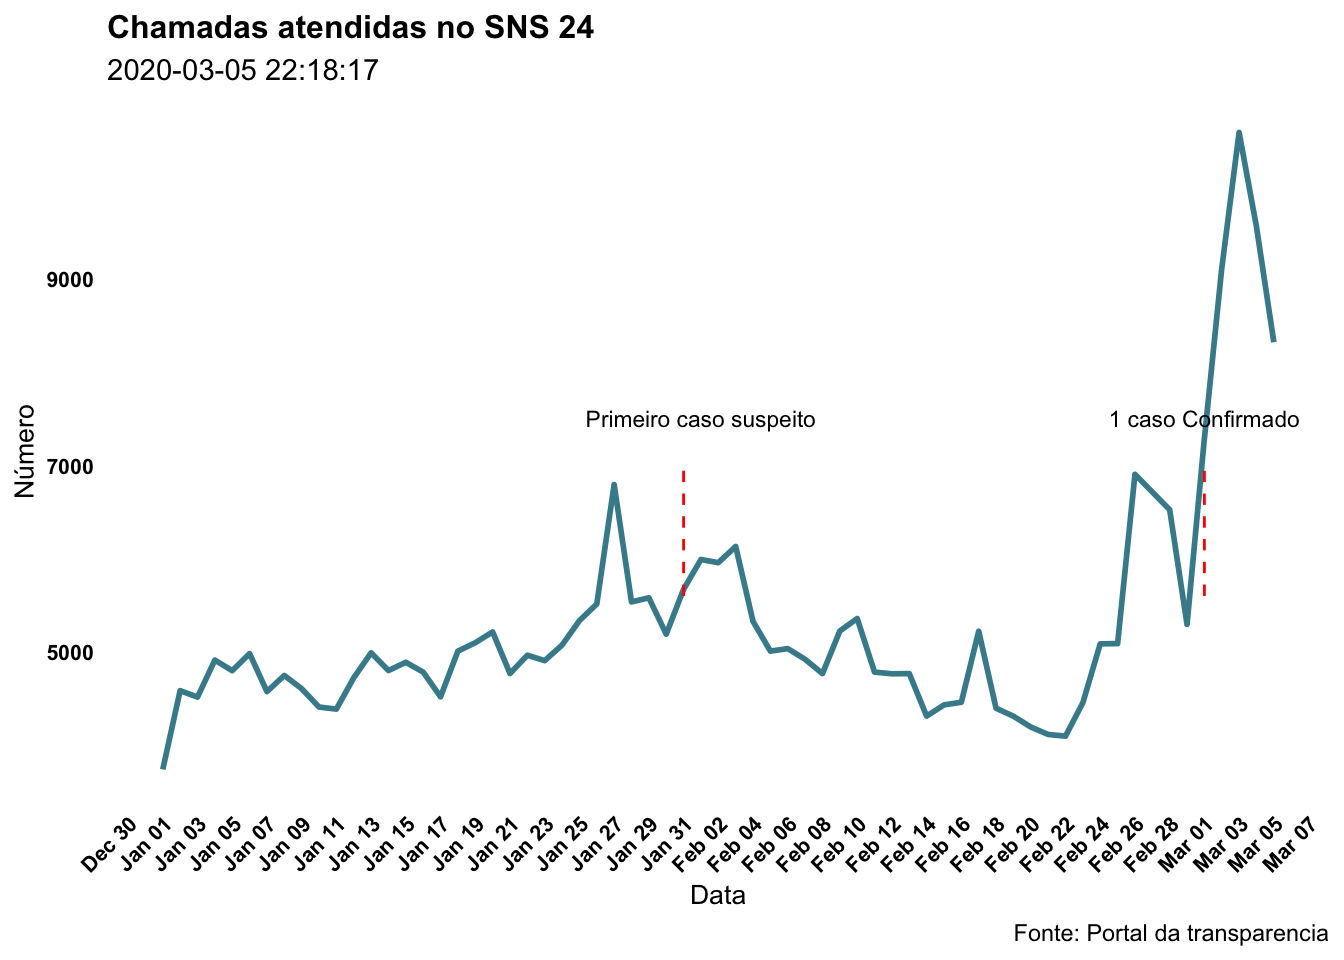 Chamadas atendidas no SNS 24
2020-03-05 22:18:17
9000
7000
5000
Número
Primeiro caso suspeito
1 caso Confirmado
Dec 30
Jan 01
Jan 03
Jan 05
Jan 07
Jan 09
Jan 11
Jan 13
Jan 15
Jan 17
Jan 19
Jan 21
Jan 23
Jan 25
Jan 27
Jan 29
Jan 31
Feb 02
Feb 04
Feb 06
Feb 08
Feb 10
Feb 12
Feb 14
Feb 16
Feb 18
Feb 20
Feb 22
Feb 24
Feb 26
Feb 28
Mar 01
Mar 03
Mar 05
Mar 07
Data
Fonte: Portal da transparencia